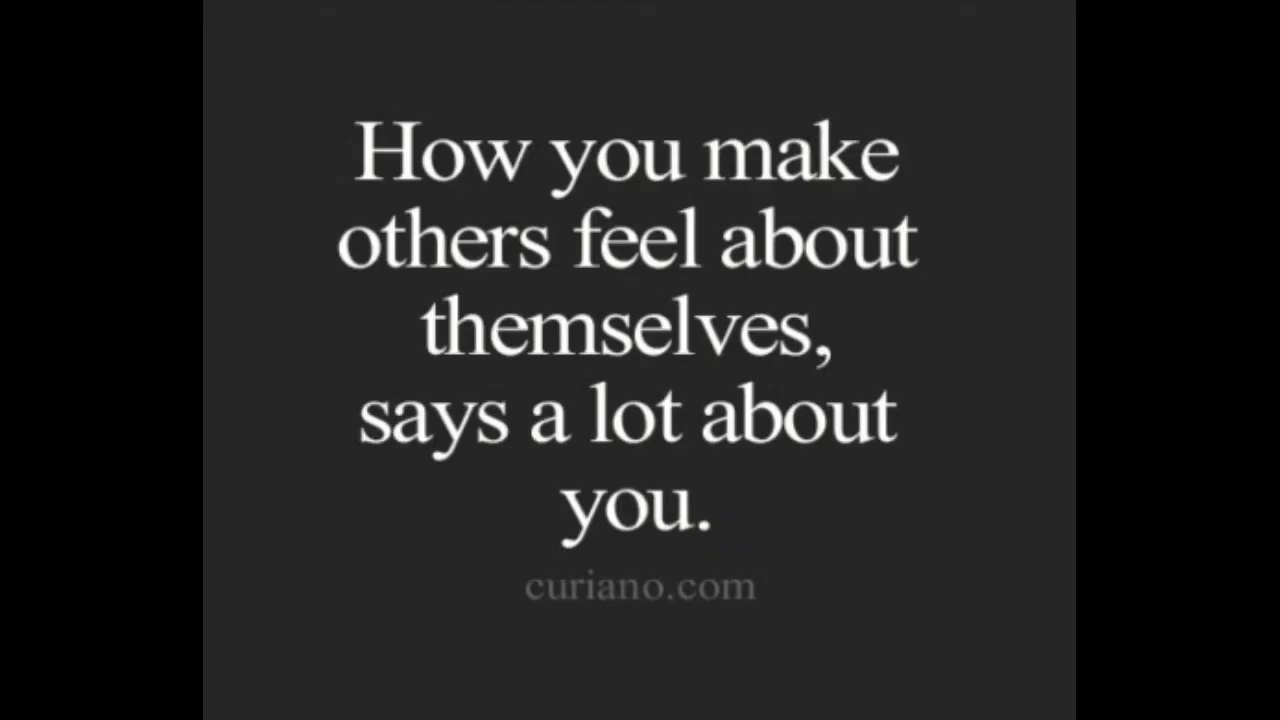 How you make
others feel about
themselves,
says a lot about
you.
curiano.com